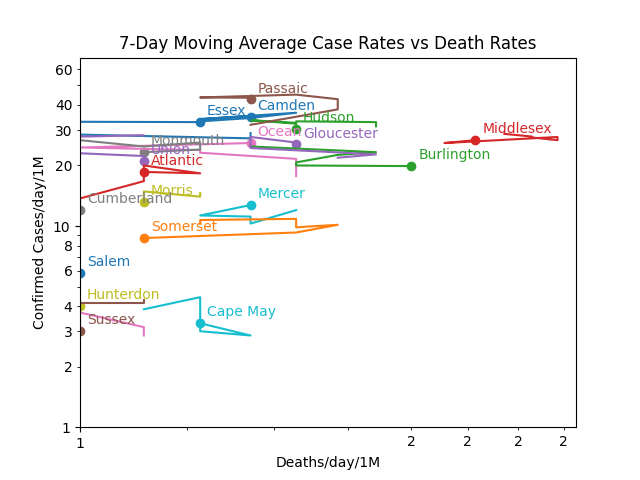 7-Day Moving Average Case Rates vs Death Rates
60
40
30
20
10
8
6
4
3
2
1
Confirmed Cases/day/1M
Passaic
Essex
Camden
Hudson
Middlesex
Ocean
Gloucester
Monmouth
Union
Burlington
Atlantic
Morris
Mercer
Cumberland
Somerset
Salem
Hunterdon
Cape May
Sussex
1
2
2
2
2
Deaths/day/1M